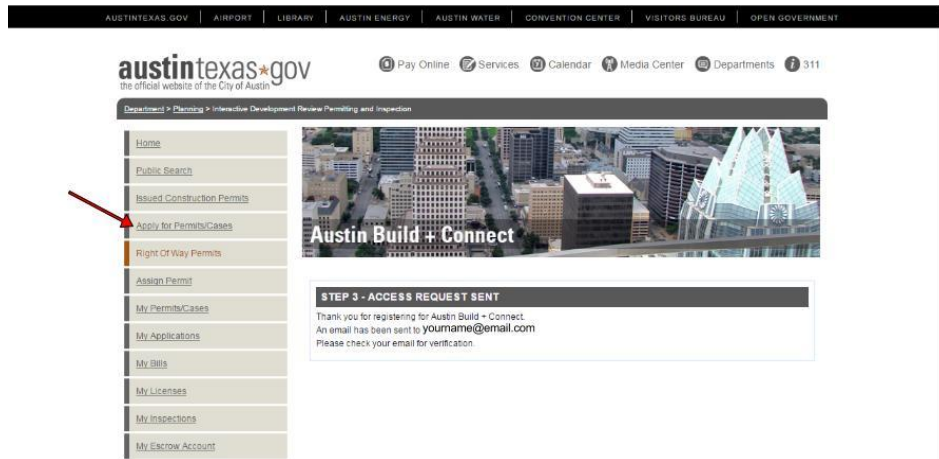 AUSTINTEXAS.GOV | AIRPORT | LIBRARY | AUSTIN ENERGY | AUSTIN WATER | CONVENTION CENTER | VISITORS BUREAU | OPEN GOVERNMENT
austintexas*gov
the official website of the City of Austin
Pay Online Services Calendar Media Center Departments 311
Department > Planning > Interactive Development Review Permitting and Inspection
Home
Public Search
Issued Construction Permits
Apply for Permits/Cases
Right Of Way Permits
Assign Permit
My Permits/Cases
My Applications
My Bills
My Licenses
My Inspections
My Escrow Account
Austin Build + Connect
STEP 3 - ACCESS REQUEST SENT
Thank you for registering for Austin Build + Connect.
An email has been sent to yourname@email.com
Please check your email for verification.